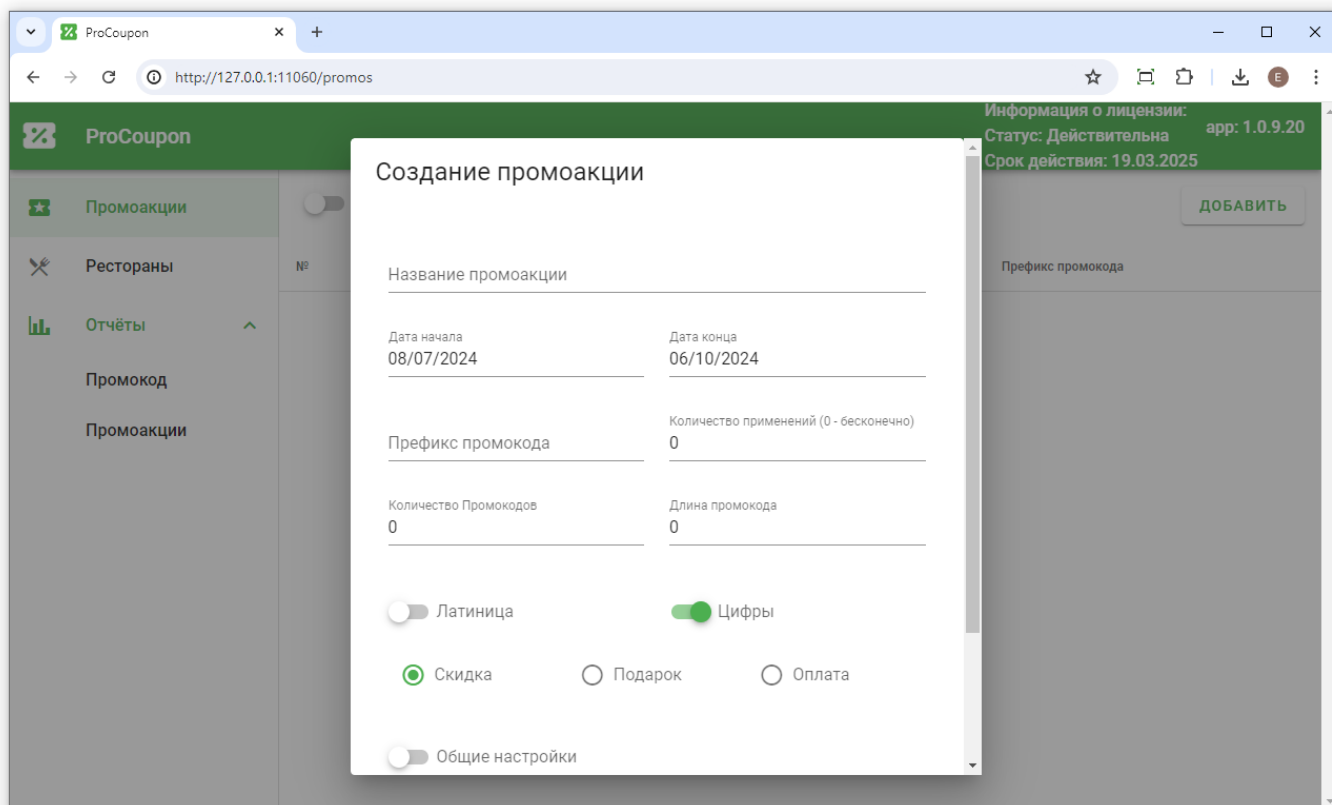 ProCoupon
http://127.0.0.1:11060/promos
E
ProCoupon
Информация о лицензии:
Статус: Действительна
Срок действия: 19.03.2025
app: 1.0.9.20
Промоакции
Рестораны
Отчёты
Промокод
Промоакции
ДОБАВИТЬ
№
Префикс промокода
Создание промоакции
Название промоакции
Дата начала
08/07/2024
Дата конца
06/10/2024
Префикс промокода
Количество применений (0 - бесконечно)
0
Количество Промокодов
0
Длина промокода
0
Латиница
Цифры
Скидка
Подарок
Оплата
Общие настройки